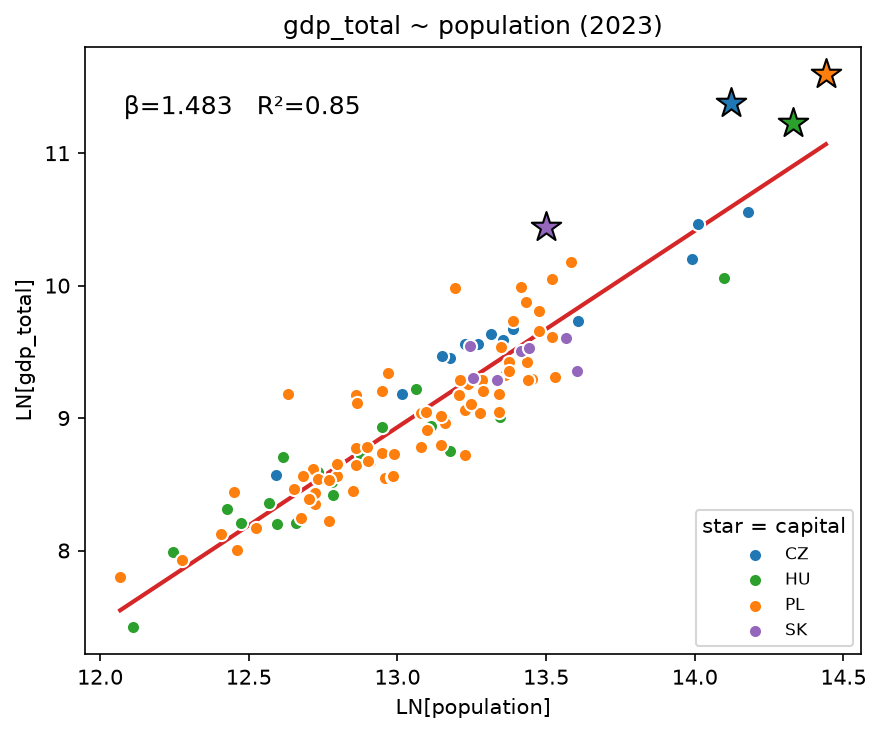 gdp_total ~ population (2023)
β=1.483 R²=0.85
LN[gdp_total]
11
10
9
8
star = capital
CZ
HU
PL
SK
12.0 12.5 13.0 13.5 14.0 14.5
LN[population]